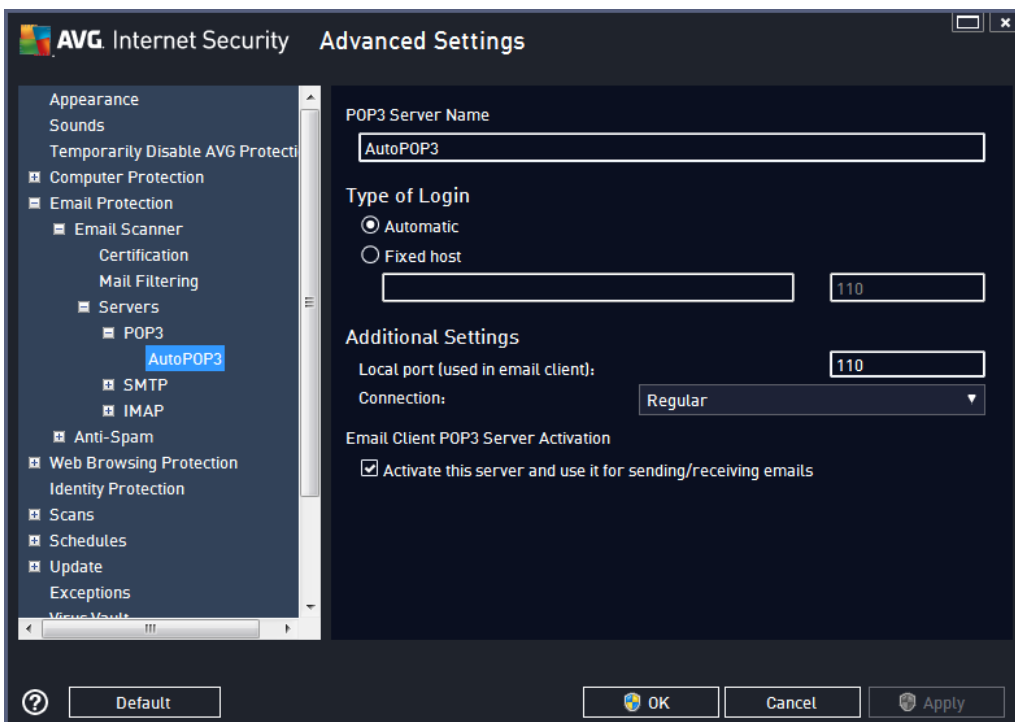 AVG Internet Security Advanced Settings
Appearance
Sounds
Temporarily Disable AVG Protecti
Computer Protection
Email Protection
Email Scanner
Certification
Mail Filtering
Servers
POP3
AutoPOP3
SMTP
IMAP
Anti-Spam
Web Browsing Protection
Identity Protection
Scans
Schedules
Update
Exceptions
Virus Vault
POP3 Server Name
AutoPOP3
Type of Login
Automatic
Fixed host
110
Additional Settings
Local port (used in email client): 110
Connection: Regular
Email Client POP3 Server Activation
Activate this server and use it for sending/receiving emails
? Default OK Cancel Apply